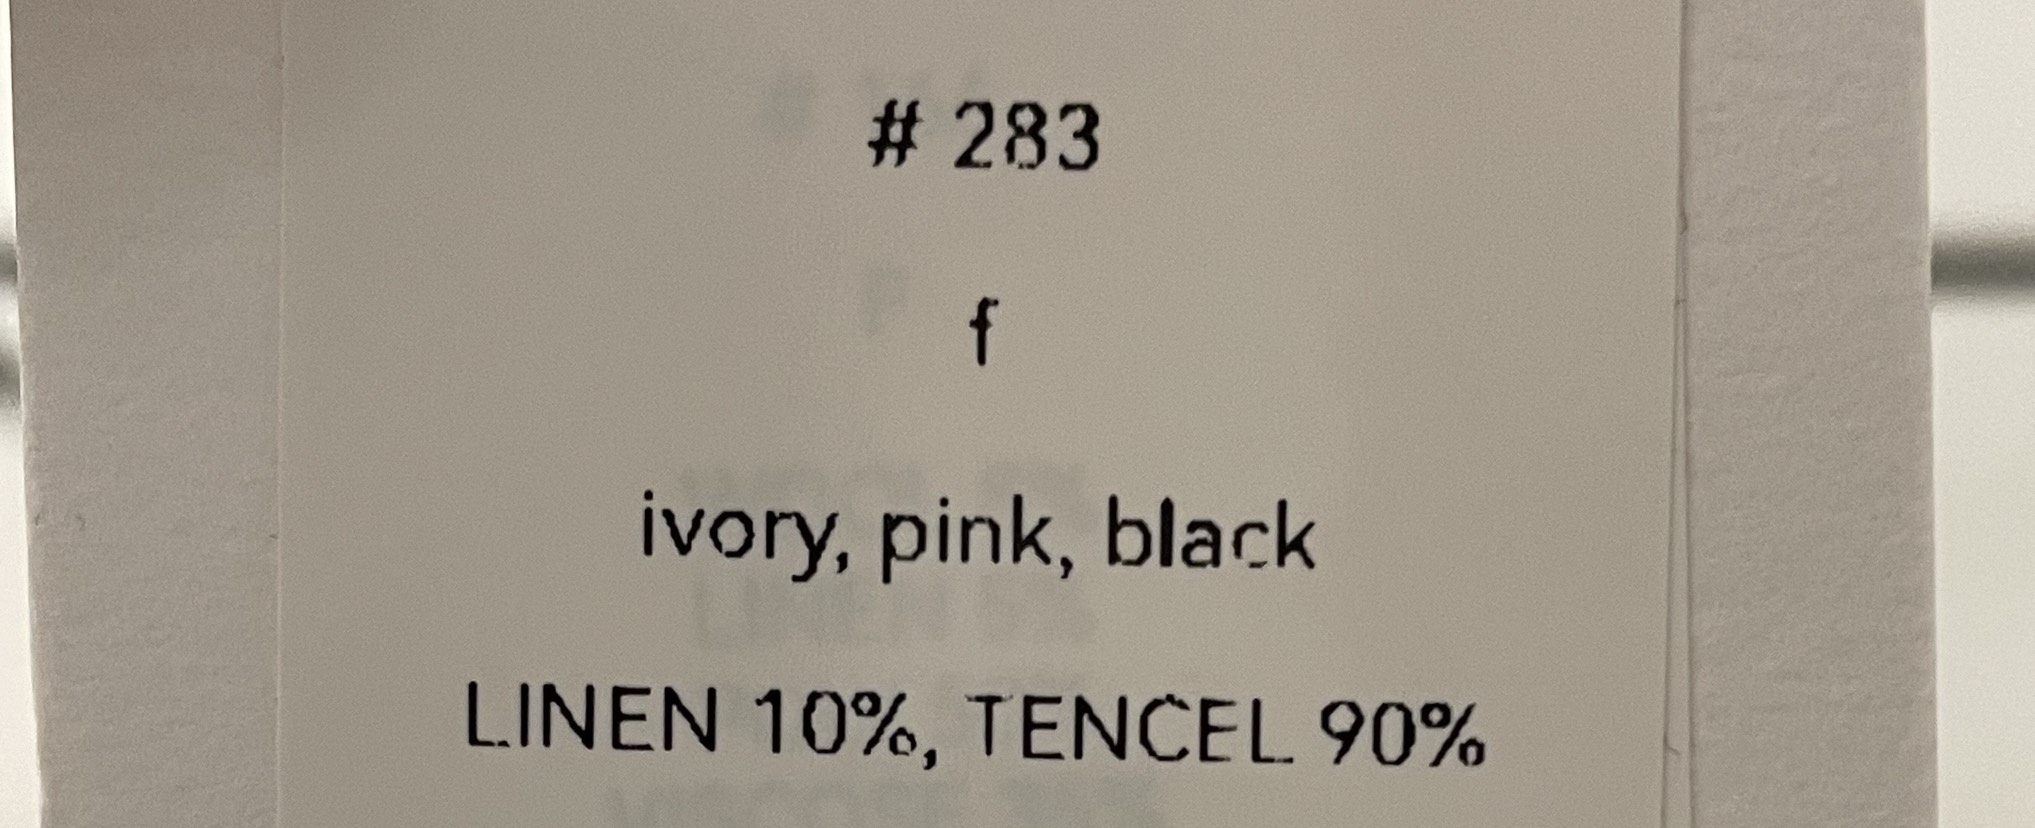 # 283
f
ivory, pink, black
LINEN 10%, TENCEL 90%